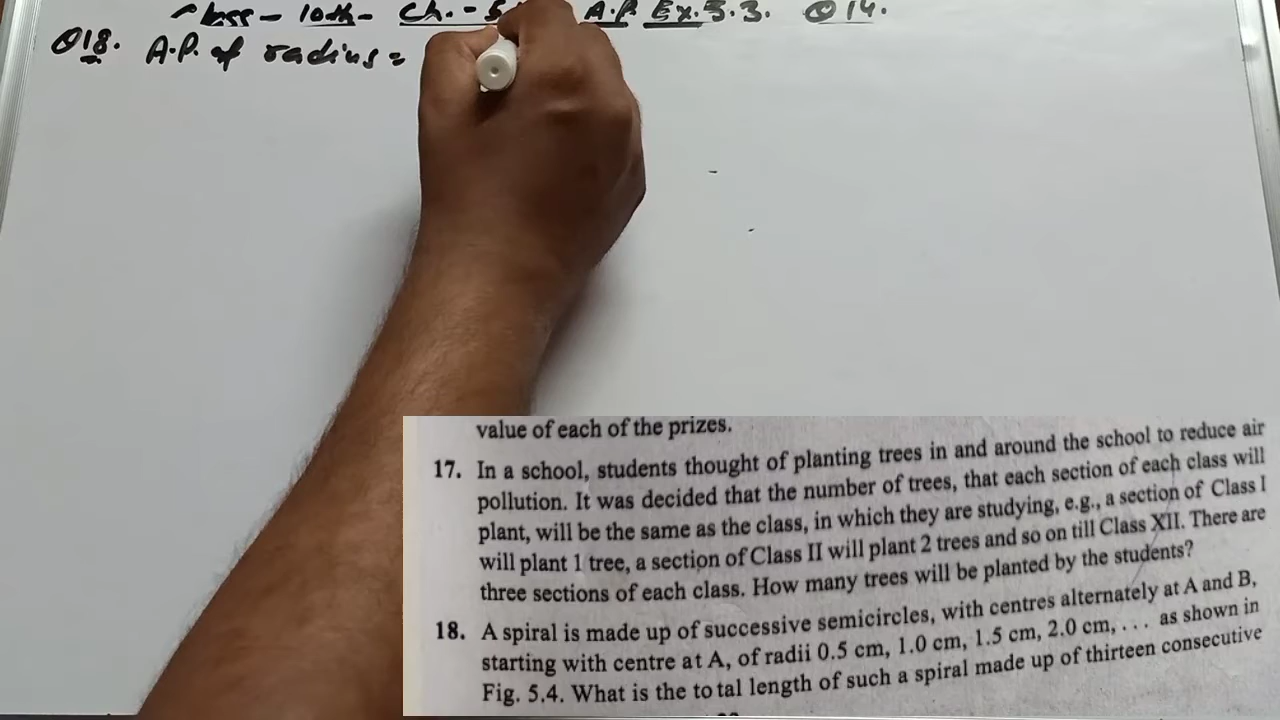 Class - 10th - Ch. - 5 A.P. Ex. 5.3. Q 14.
Q18. A.P. of radius =
value of each of the prizes.
17. In a school, students thought of planting trees in and around the school to reduce air
pollution. It was decided that the number of trees, that each section of each class will
plant, will be the same as the class, in which they are studying, e.g., a section of Class I
will plant 1 tree, a section of Class II will plant 2 trees and so on till Class XII. There are
three sections of each class. How many trees will be planted by the students?
18. A spiral is made up of successive semicircles, with centres alternately at A and B,
starting with centre at A, of radii 0.5 cm, 1.0 cm, 1.5 cm, 2.0 cm, . . . as shown in
Fig. 5.4. What is the to tal length of such a spiral made up of thirteen consecutive